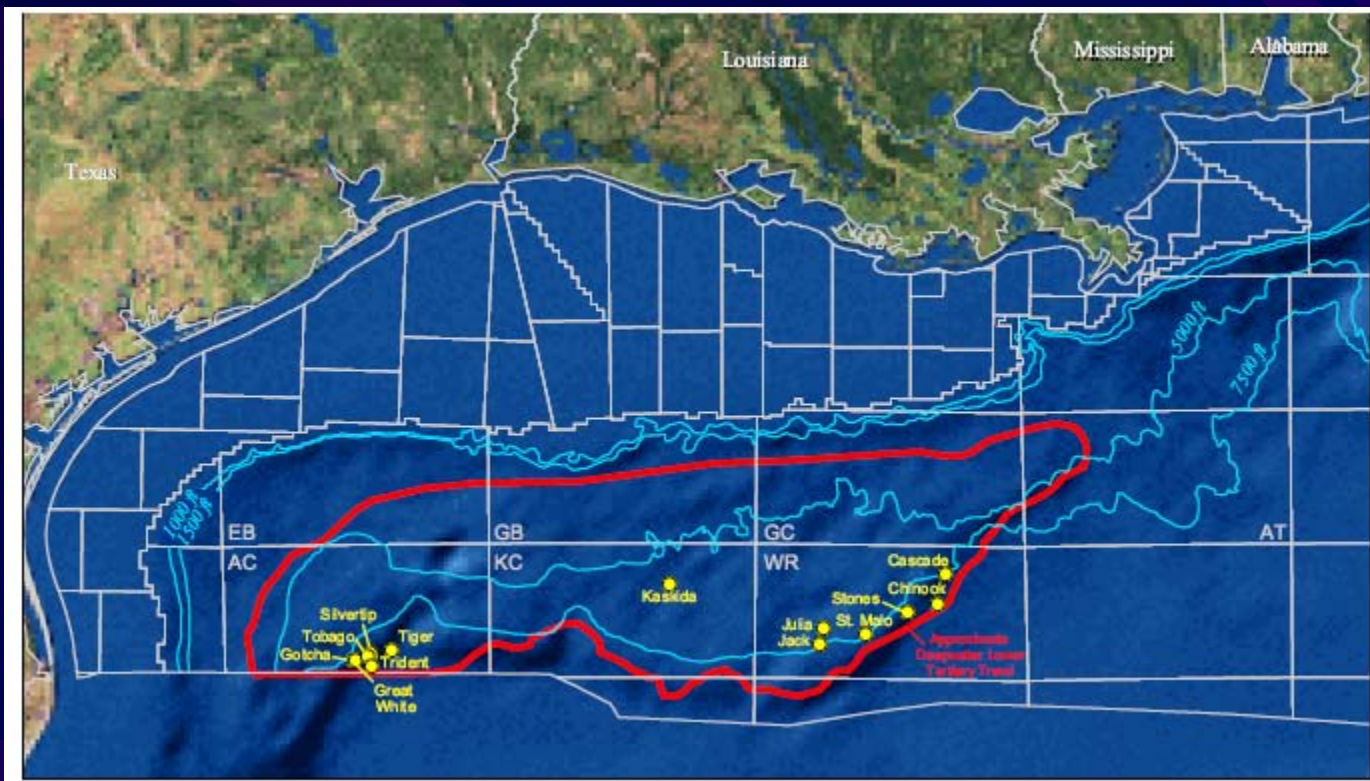 Louisiana
Mississippi
Alabama
Texas
5000 ft
7500 ft
1000 ft
1500 ft
EB
GB
GC
AT
AC
KC
WR
Cascade
Kaskida
Chinook
Stones
Silvertip
Julia
St. Malo
Tobago
Tiger
Jack
Gotcha
Trident
Great
White
Approximate
Deepwater Lower
Tertiary Trend